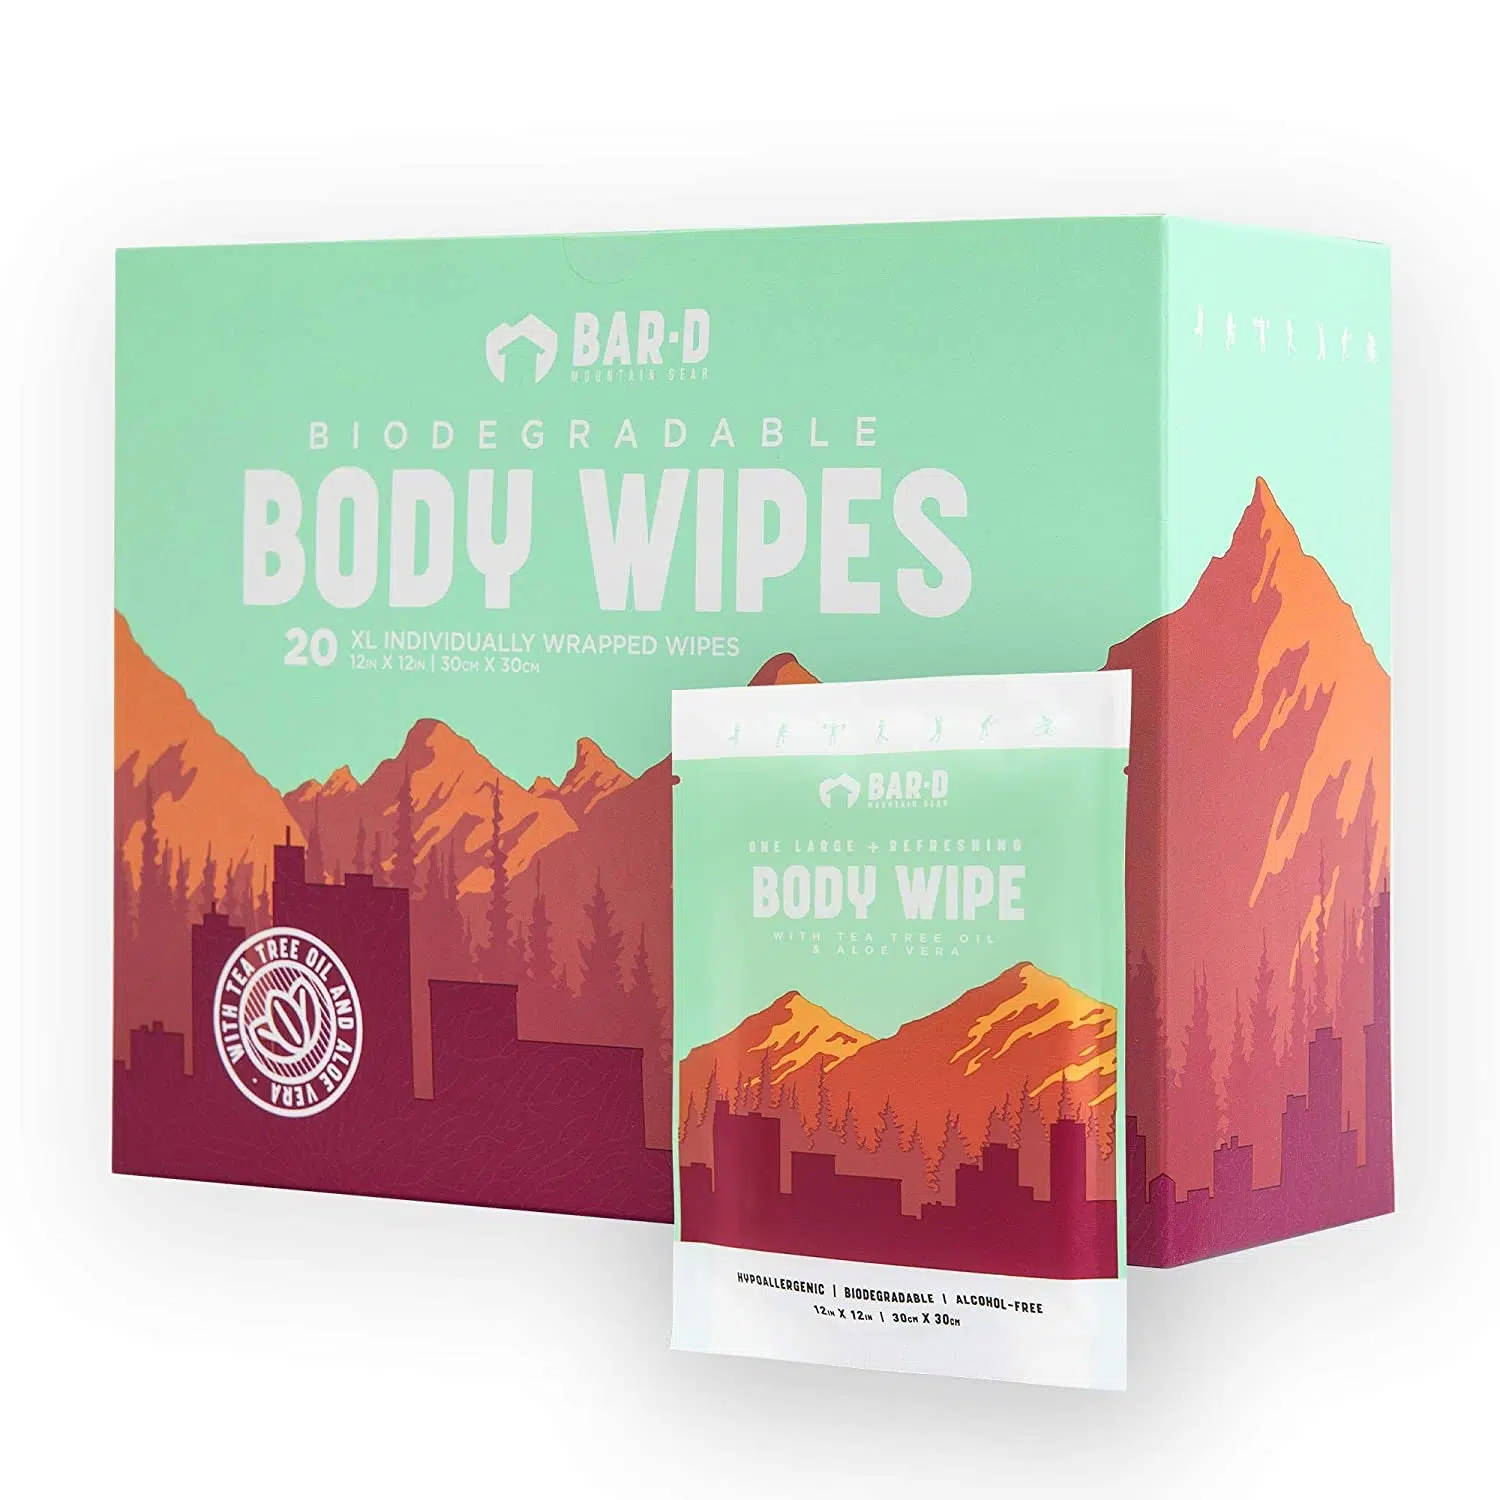 BAR-D
MOUNTAIN GEAR
BIODEGRADABLE
BODY WIPES
20 XL INDIVIDUALLY WRAPPED WIPES
12IN X 12IN | 30CM X 30CM
WITH TEA TREE OIL AND ALOE VERA ·
BAR-D
MOUNTAIN GEAR
ONE LARGE + REFRESHING
BODY WIPE
WITH TEA TREE OIL
& ALOE VERA
HYPOALLERGENIC | BIODEGRADABLE | ALCOHOL-FREE
12IN X 12IN | 30CM X 30CM